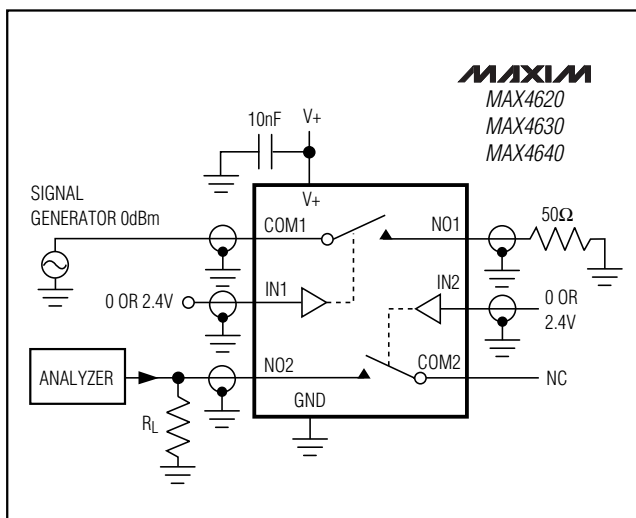 MAXIM
MAX4620
MAX4630
MAX4640
10nF
V+
V+
SIGNAL
GENERATOR 0dBm
COM1
NO1
50Ω
0 OR 2.4V
IN1
IN2
0 OR
2.4V
ANALYZER
NO2
COM2
NC
RL
GND